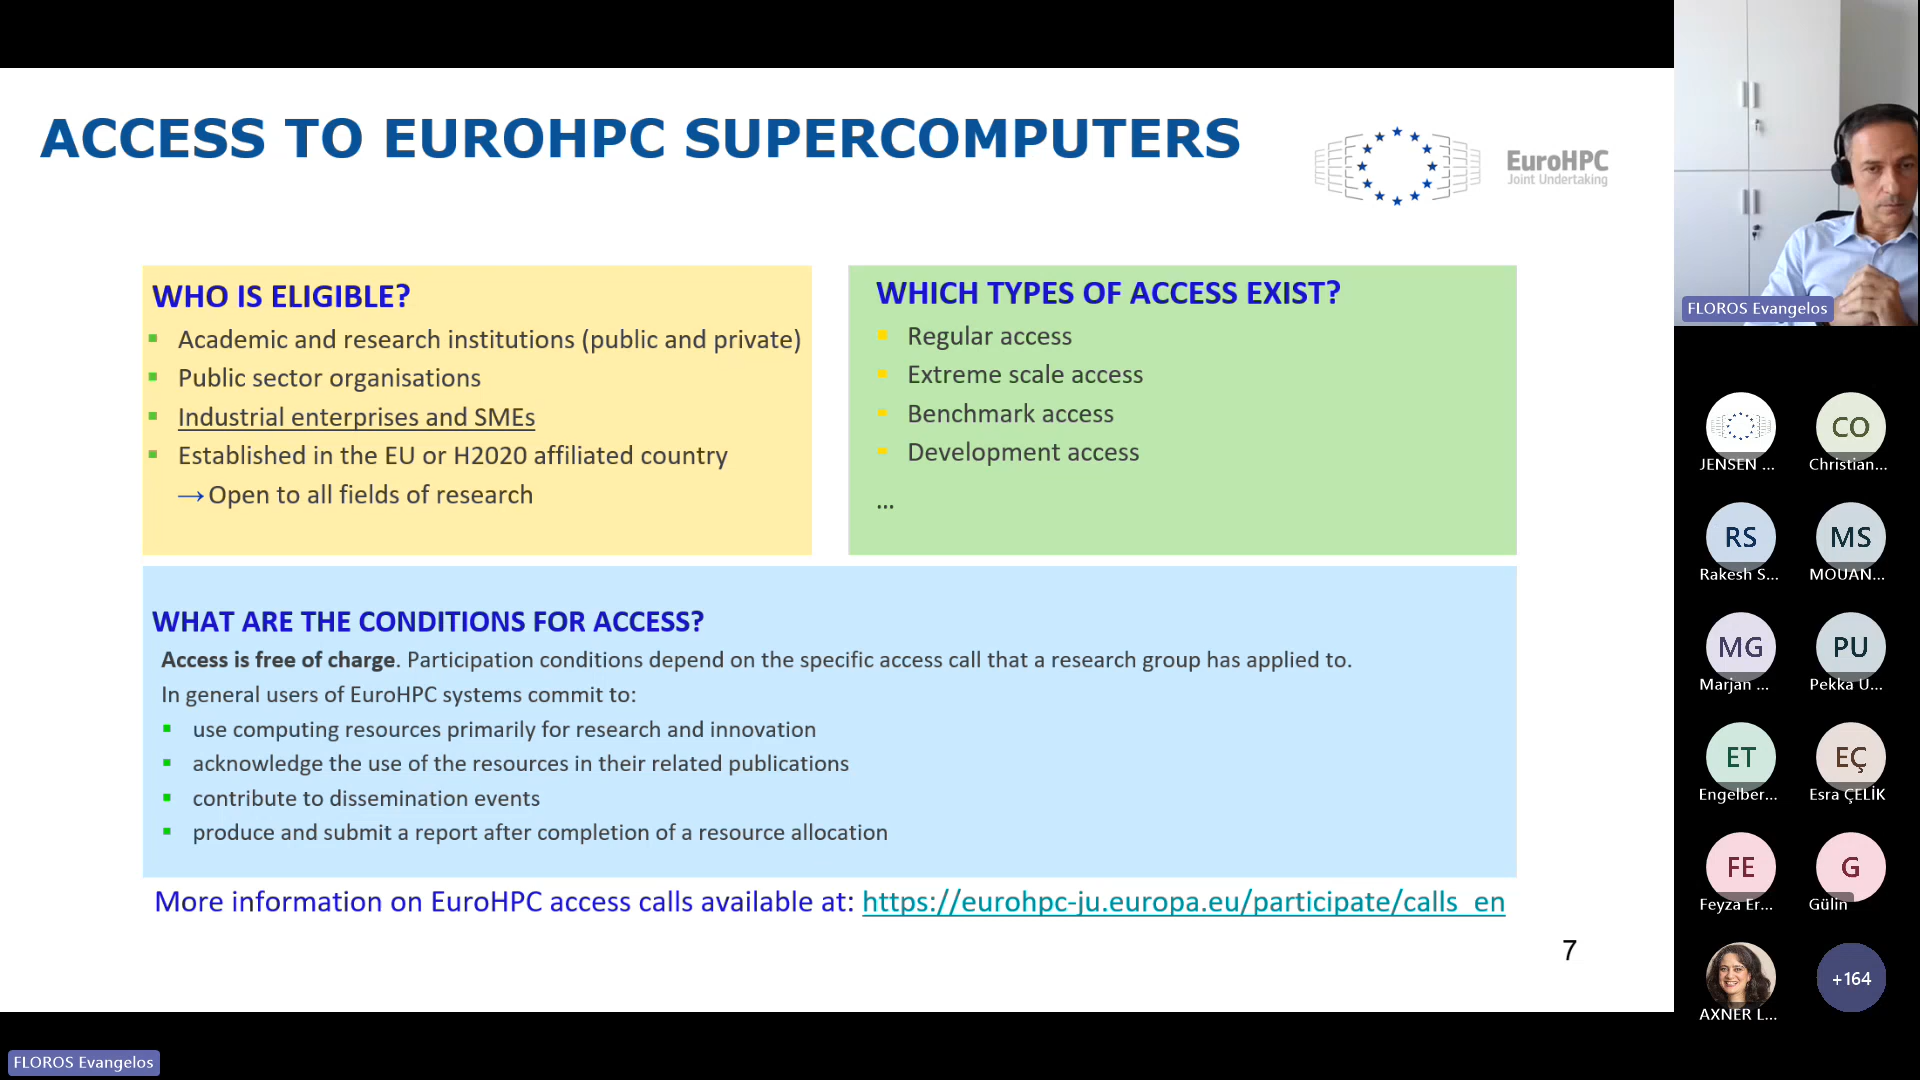 ACCESS TO EUROHPC SUPERCOMPUTERS
EuroHPC
Joint Undertaking
WHO IS ELIGIBLE?
Academic and research institutions (public and private)
Public sector organisations
Industrial enterprises and SMEs
Established in the EU or H2020 affiliated country
→Open to all fields of research
WHICH TYPES OF ACCESS EXIST?
Regular access
Extreme scale access
Benchmark access
Development access
...
WHAT ARE THE CONDITIONS FOR ACCESS?
Access is free of charge. Participation conditions depend on the specific access call that a research group has applied to.
In general users of EuroHPC systems commit to:
use computing resources primarily for research and innovation
acknowledge the use of the resources in their related publications
contribute to dissemination events
produce and submit a report after completion of a resource allocation
More information on EuroHPC access calls available at: https://eurohpc-ju.europa.eu/participate/calls_en
7
FLOROS Evangelos
FLOROS Evangelos
JENSEN ...
CO
Christian...
RS
Rakesh S...
MS
MOUAN...
MG
Marjan ...
PU
Pekka U...
ET
Engelber...
EÇ
Esra ÇELİK
FE
Feyza Er...
G
Gülin
AXNER L...
+164